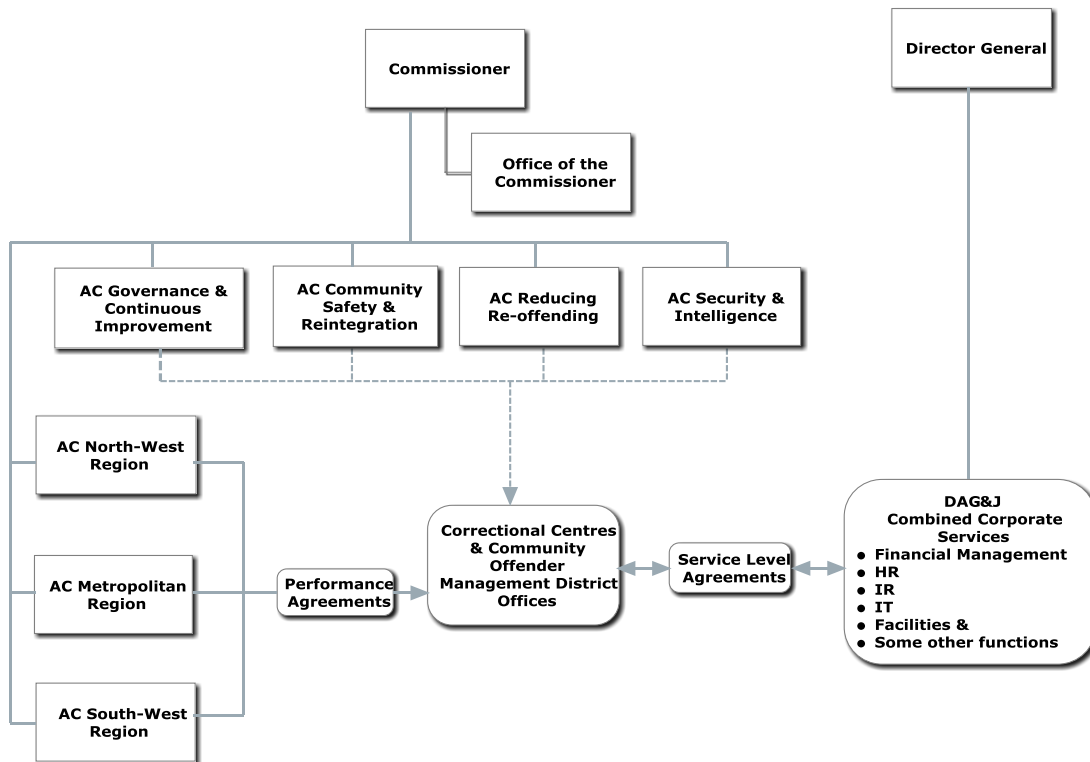 Commissioner
Director General
Office of the
Commissioner
AC Governance &
Continuous
Improvement
AC Community
Safety &
Reintegration
AC Reducing
Re-offending
AC Security &
Intelligence
AC North-West
Region
AC Metropolitan
Region
AC South-West
Region
Performance
Agreements
Correctional Centres
& Community
Offender
Management District
Offices
Service Level
Agreements
DAG&J
Combined Corporate
Services
● Financial Management
● HR
● IR
● IT
● Facilities &
● Some other functions